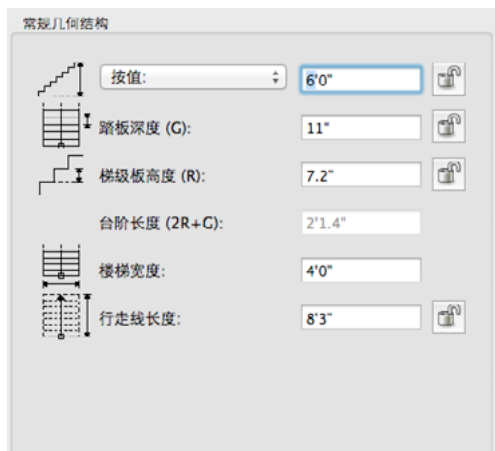 常规几何结构
按值: 6'0"
踏板深度 (G): 11"
梯级板高度 (R): 7.2"
台阶长度 (2R+G): 2'1.4"
楼梯宽度: 4'0"
行走线长度: 8'3"